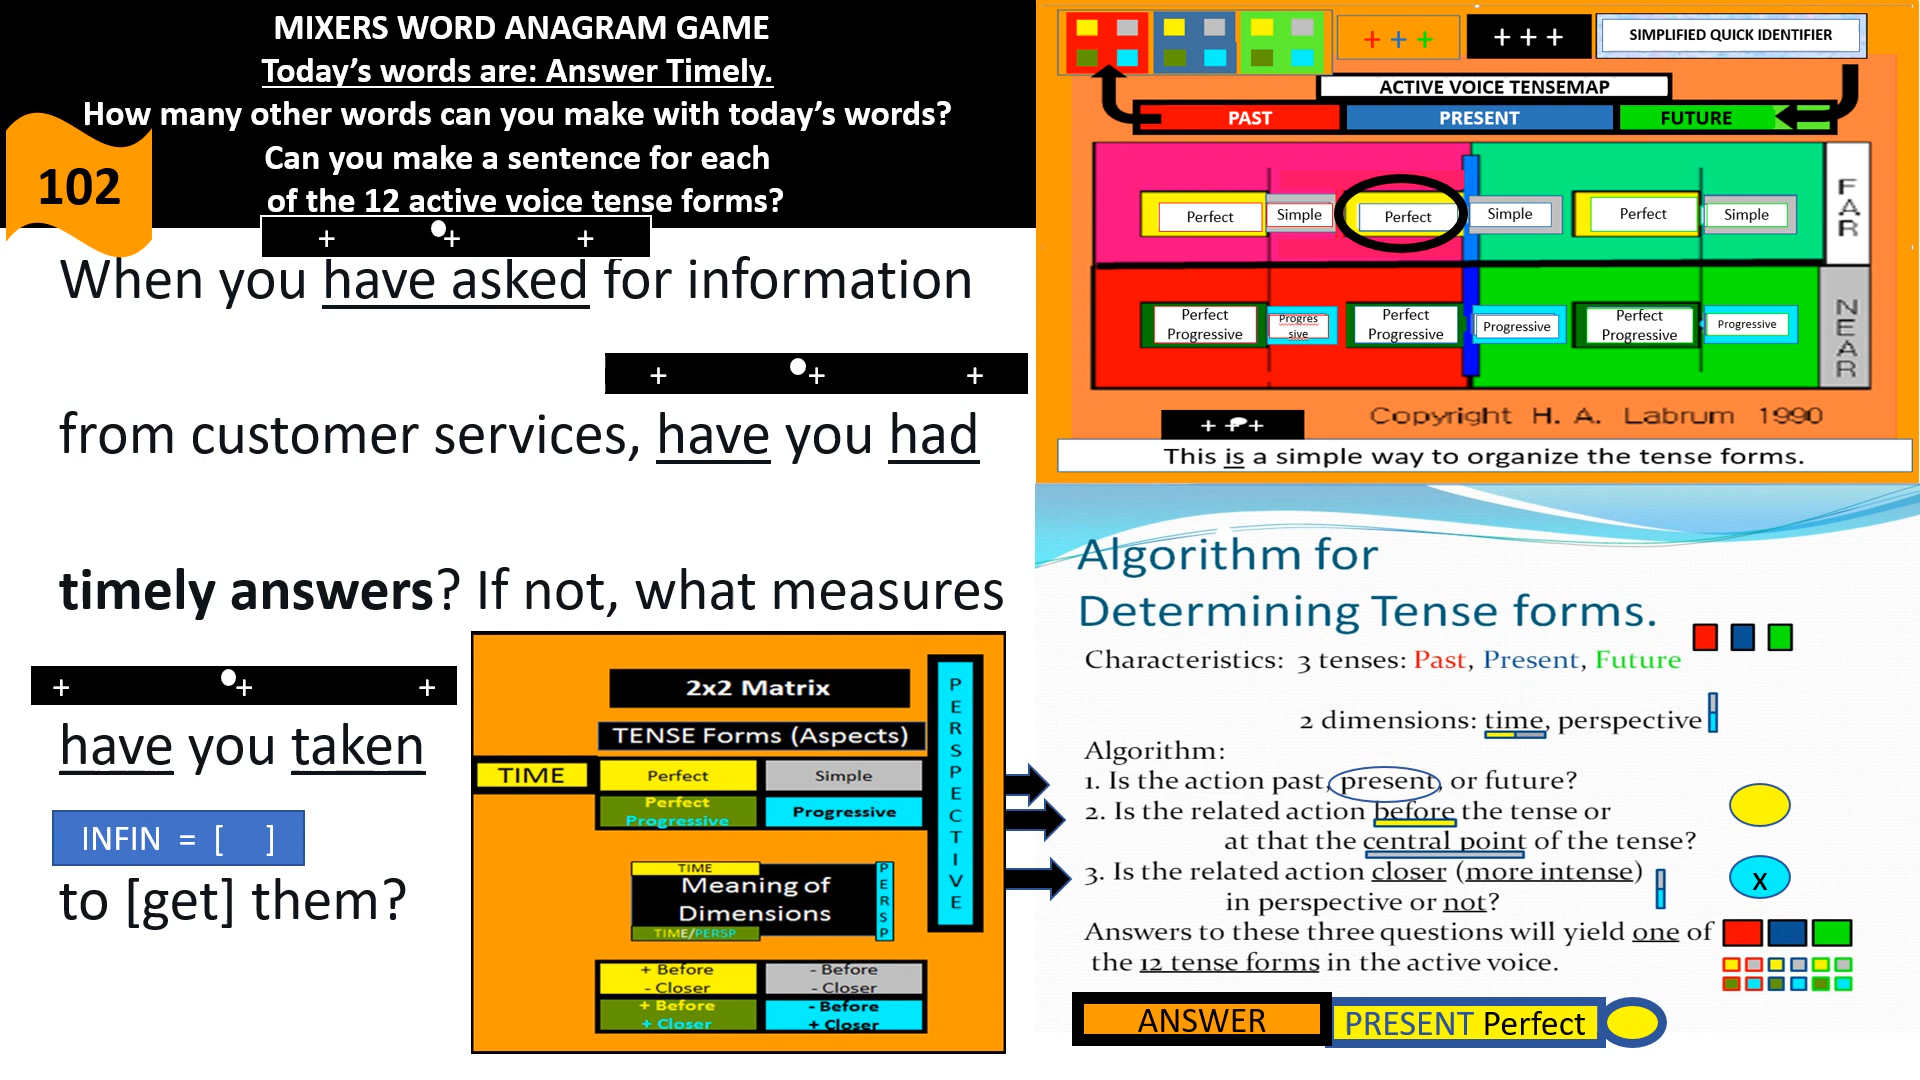 MIXERS WORD ANAGRAM GAME
Today's words are: Answer Timely.
How many other words can you make with today's words?
Can you make a sentence for each
of the 12 active voice tense forms?
102
+ + +
When you have asked for information
+ + +
from customer services, have you had
timely answers? If not, what measures
+ + +
have you taken
INFIN = [ ]
to [get] them?
2x2 Matrix
TENSE Forms (Aspects)
TIME
Perfect
Simple
Perfect
Progressive
Progressive
PERSPECTIVE
TIME
Meaning of
Dimensions
TIME/PERSP
PERSP
+ Before
- Closer
- Before
- Closer
+ Before
+ Closer
- Before
+ Closer
+ + +
+ + +
SIMPLIFIED QUICK IDENTIFIER
ACTIVE VOICE TENSEMAP
PAST
PRESENT
FUTURE
Perfect
Simple
Perfect
Simple
Perfect
Simple
FAR
Perfect
Progressive
Progres
sive
Perfect
Progressive
Progressive
Perfect
Progressive
Progressive
NEAR
Copyright H. A. Labrum 1990
+ + +
This is a simple way to organize the tense forms.
Algorithm for
Determining Tense forms.
Characteristics: 3 tenses: Past, Present, Future
2 dimensions: time, perspective
Algorithm:
1. Is the action past, present, or future?
2. Is the related action before the tense or
at that the central point of the tense?
3. Is the related action closer (more intense)
in perspective or not?
x
Answers to these three questions will yield one of
the 12 tense forms in the active voice.
ANSWER
PRESENT Perfect